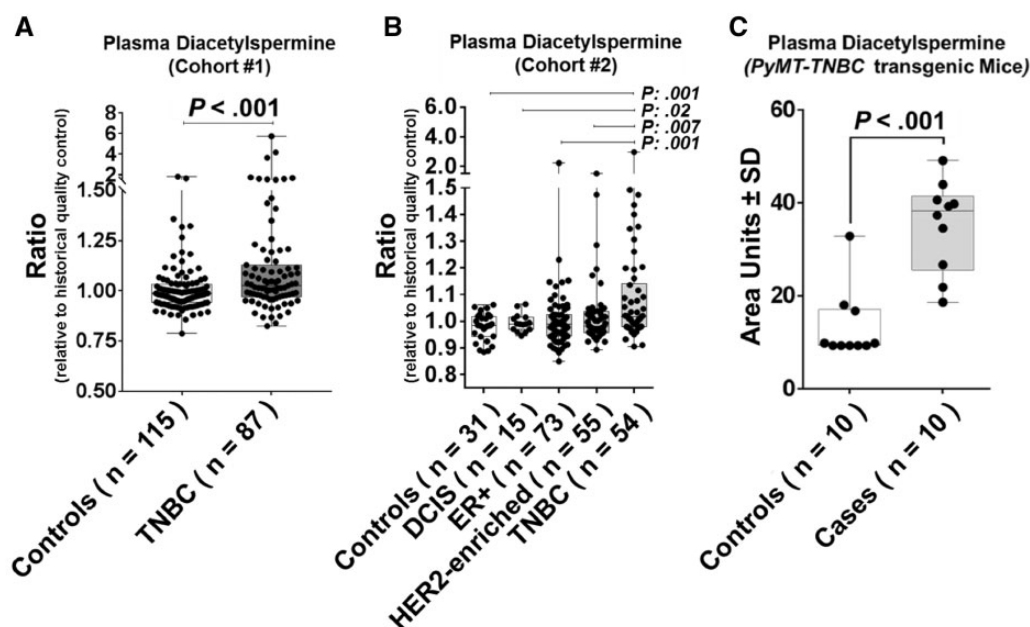 A
Plasma Diacetylspermine
(Cohort #1)
P < .001
Ratio
(relative to historical quality control)
8
6
4
2
1.50
1.25
1.00
0.75
0.50
Controls ( n = 115 )
TNBC ( n = 87 )
B
Plasma Diacetylspermine
(Cohort #2)
P: .001
P: .02
P: .007
P: .001
Ratio
(relative to historical quality control)
6.0
4.0
2.0
1.4
1.2
1.1
1.0
0.9
0.8
Controls ( n = 31 )
DCIS ( n = 15 )
ER+ ( n = 73 )
HER2-enriched ( n = 55 )
TNBC ( n = 54 )
C
Plasma Diacetylspermine
(PyMT-TNBC transgenic Mice)
P < .001
Area Units ± SD
60
40
20
0
Controls ( n = 10 )
Cases ( n = 10 )